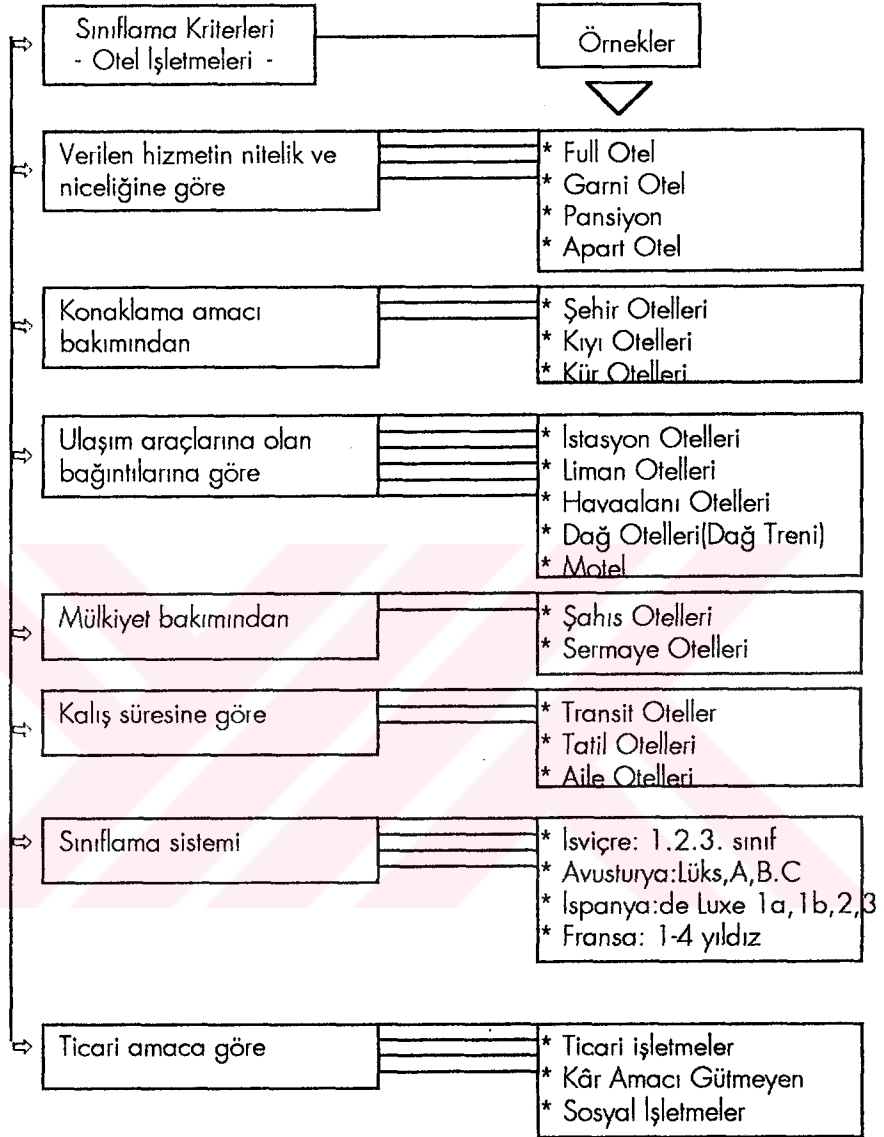 Sınıflama Kriterleri
- Otel İşletmeleri -
Örnekler
Verilen hizmetin nitelik ve
niceliğine göre
* Full Otel
* Garni Otel
* Pansiyon
* Apart Otel
Konaklama amacı
bakımından
* Şehir Otelleri
* Kıyı Otelleri
* Kür Otelleri
Ulaşım araçlarına olan
bağıntılarına göre
* İstasyon Otelleri
* Liman Otelleri
* Havaalanı Otelleri
* Dağ Otelleri(Dağ Treni)
* Motel
Mülkiyet bakımından
* Şahıs Otelleri
* Sermaye Otelleri
Kalış süresine göre
* Transit Oteller
* Tatil Otelleri
* Aile Otelleri
Sınıflama sistemi
* İsviçre: 1.2.3. sınıf
* Avusturya:Lüks,A,B.C
* İspanya:de Luxe 1a,1b,2,3
* Fransa: 1-4 yıldız
Ticari amaca göre
* Ticari işletmeler
* Kâr Amacı Gütmeyen
* Sosyal İşletmeler